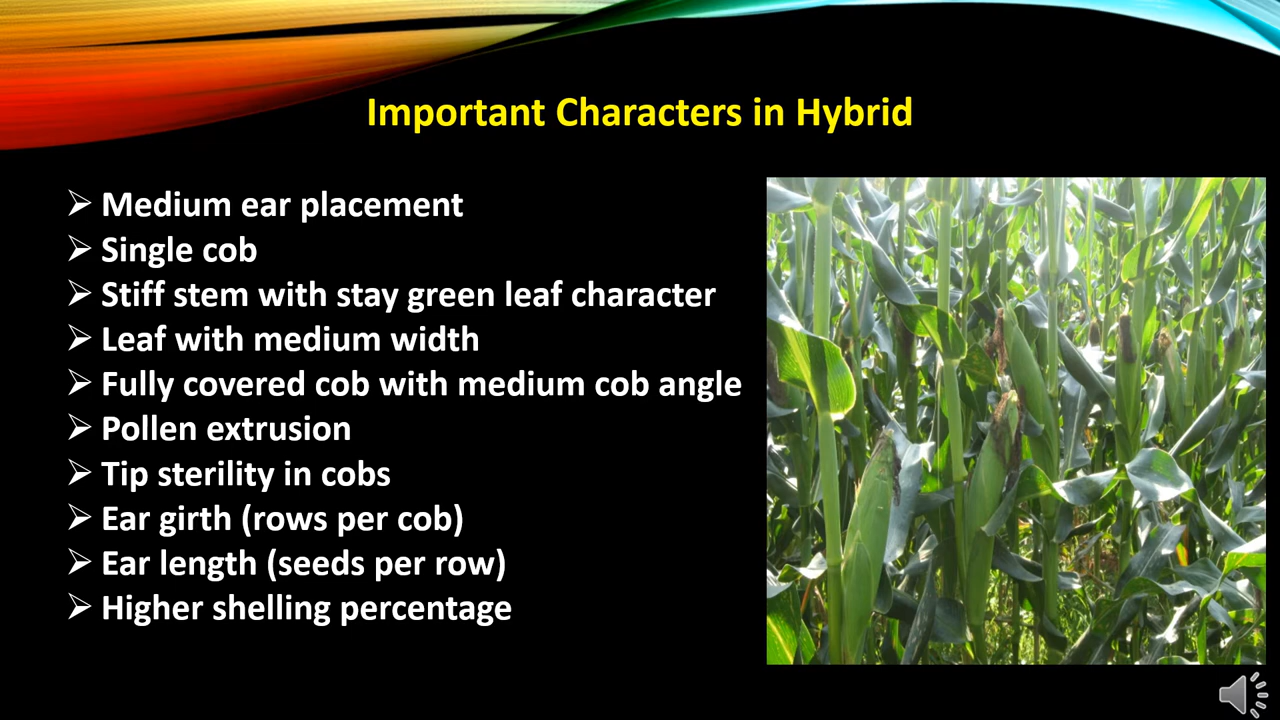 Important Characters in Hybrid
➢ Medium ear placement
➢ Single cob
➢ Stiff stem with stay green leaf character
➢ Leaf with medium width
➢ Fully covered cob with medium cob angle
➢ Pollen extrusion
➢ Tip sterility in cobs
➢ Ear girth (rows per cob)
➢ Ear length (seeds per row)
➢ Higher shelling percentage